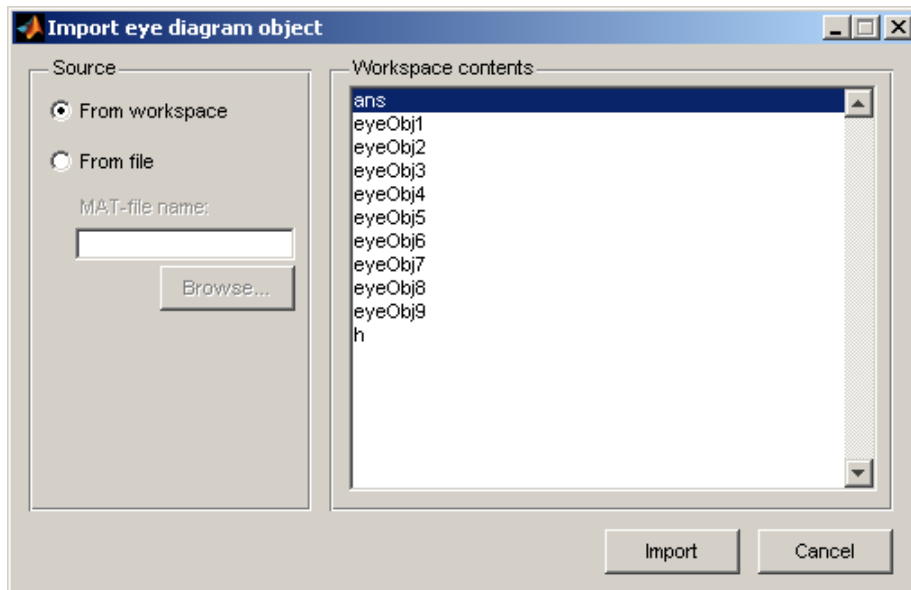 Import eye diagram object
Source
From workspace
From file
MAT-file name:
Browse...
Workspace contents
ans
eyeObj1
eyeObj2
eyeObj3
eyeObj4
eyeObj5
eyeObj6
eyeObj7
eyeObj8
eyeObj9
h
Import
Cancel